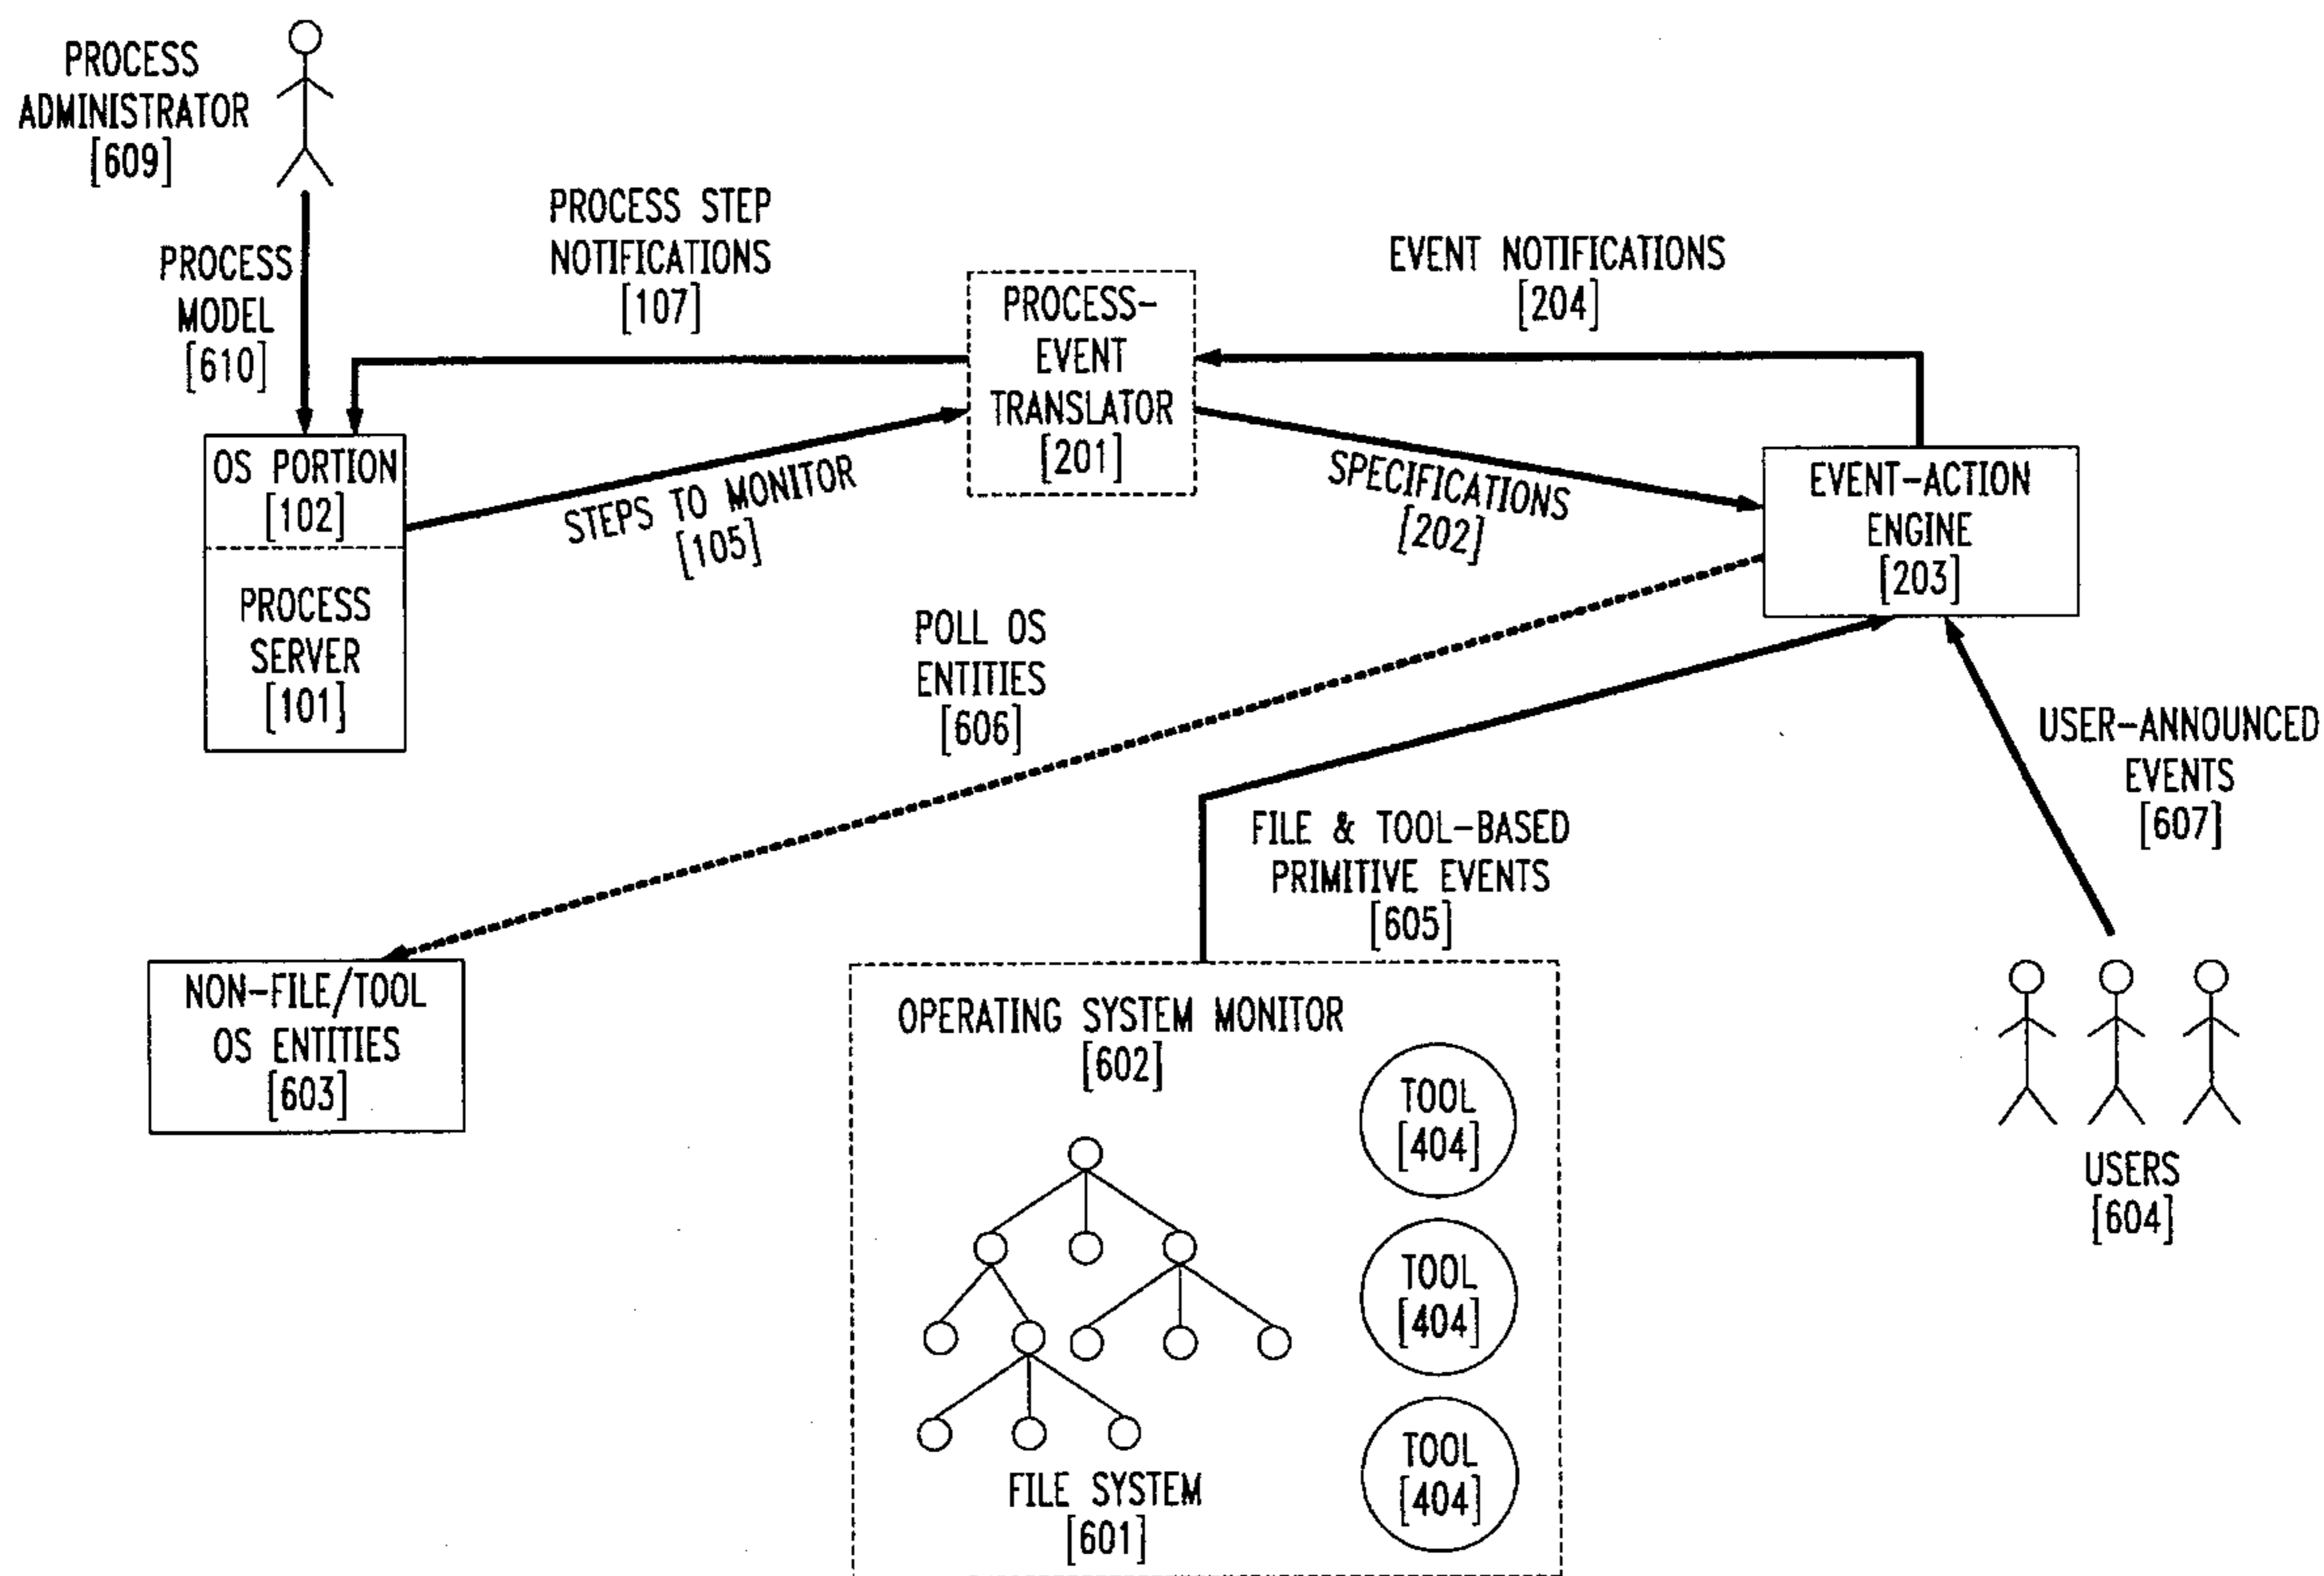 PROCESS
ADMINISTRATOR
[609]
PROCESS
MODEL
[610]
PROCESS STEP
NOTIFICATIONS
[107]
EVENT NOTIFICATIONS
[204]
PROCESS-
EVENT
TRANSLATOR
[201]
OS PORTION
[102]
PROCESS
SERVER
[101]
STEPS TO MONITOR
[105]
SPECIFICATIONS
[202]
EVENT-ACTION
ENGINE
[203]
POLL OS
ENTITIES
[606]
USER-ANNOUNCED
EVENTS
[607]
FILE & TOOL-BASED
PRIMITIVE EVENTS
[605]
NON-FILE/TOOL
OS ENTITIES
[603]
OPERATING SYSTEM MONITOR
[602]
TOOL
[404]
TOOL
[404]
TOOL
[404]
FILE SYSTEM
[601]
USERS
[604]